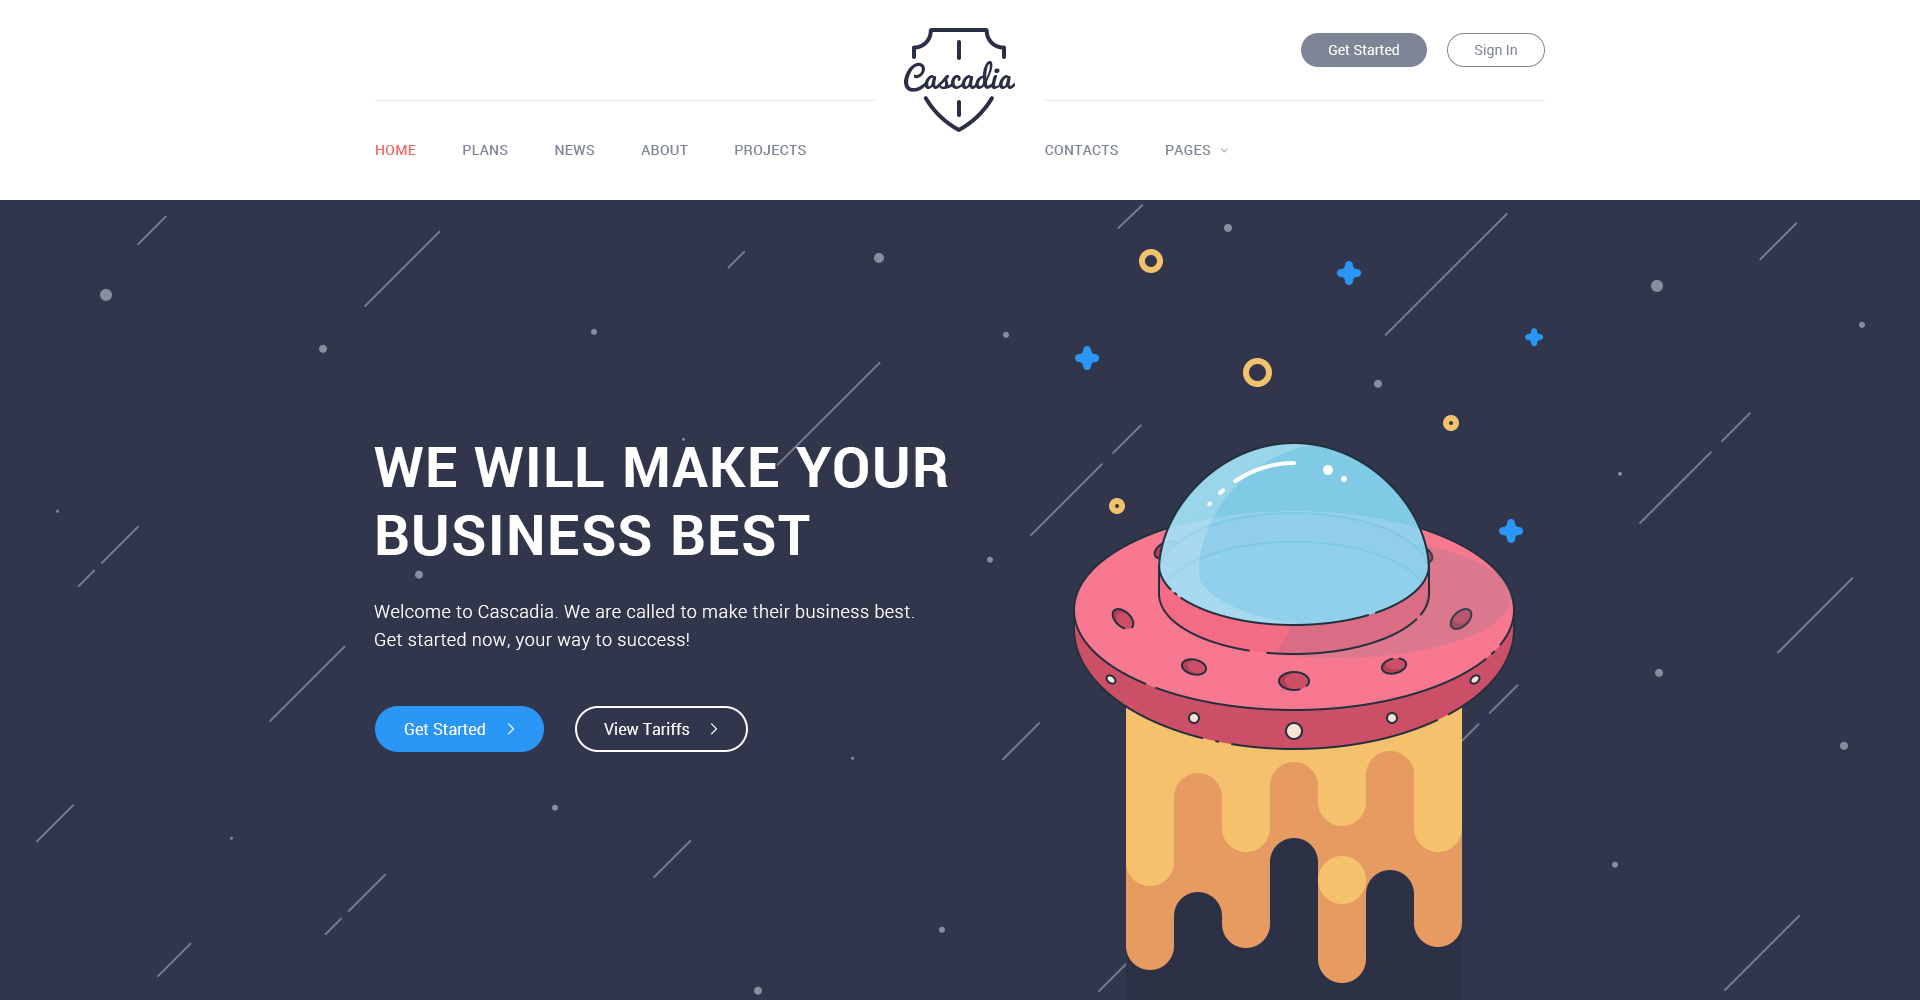 Cascadia
Get Started
Sign In
HOME
PLANS
NEWS
ABOUT
PROJECTS
CONTACTS
PAGES
WE WILL MAKE YOUR
BUSINESS BEST
Welcome to Cascadia. We are called to make their business best.
Get started now, your way to success!
Get Started
View Tariffs